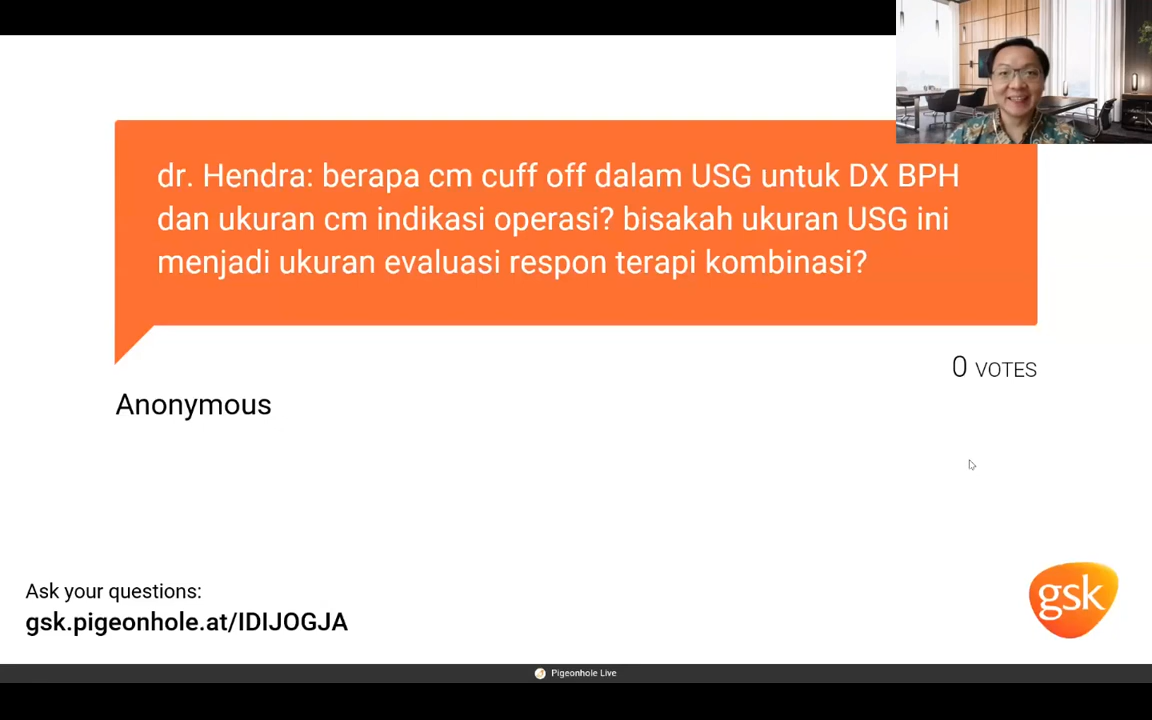 dr. Hendra: berapa cm cuff off dalam USG untuk DX BPH
dan ukuran cm indikasi operasi? bisakah ukuran USG ini
menjadi ukuran evaluasi respon terapi kombinasi?
0 VOTES
Anonymous
Ask your questions:
gsk.pigeonhole.at/IDIJOGJA
gsk
Pigeonhole Live